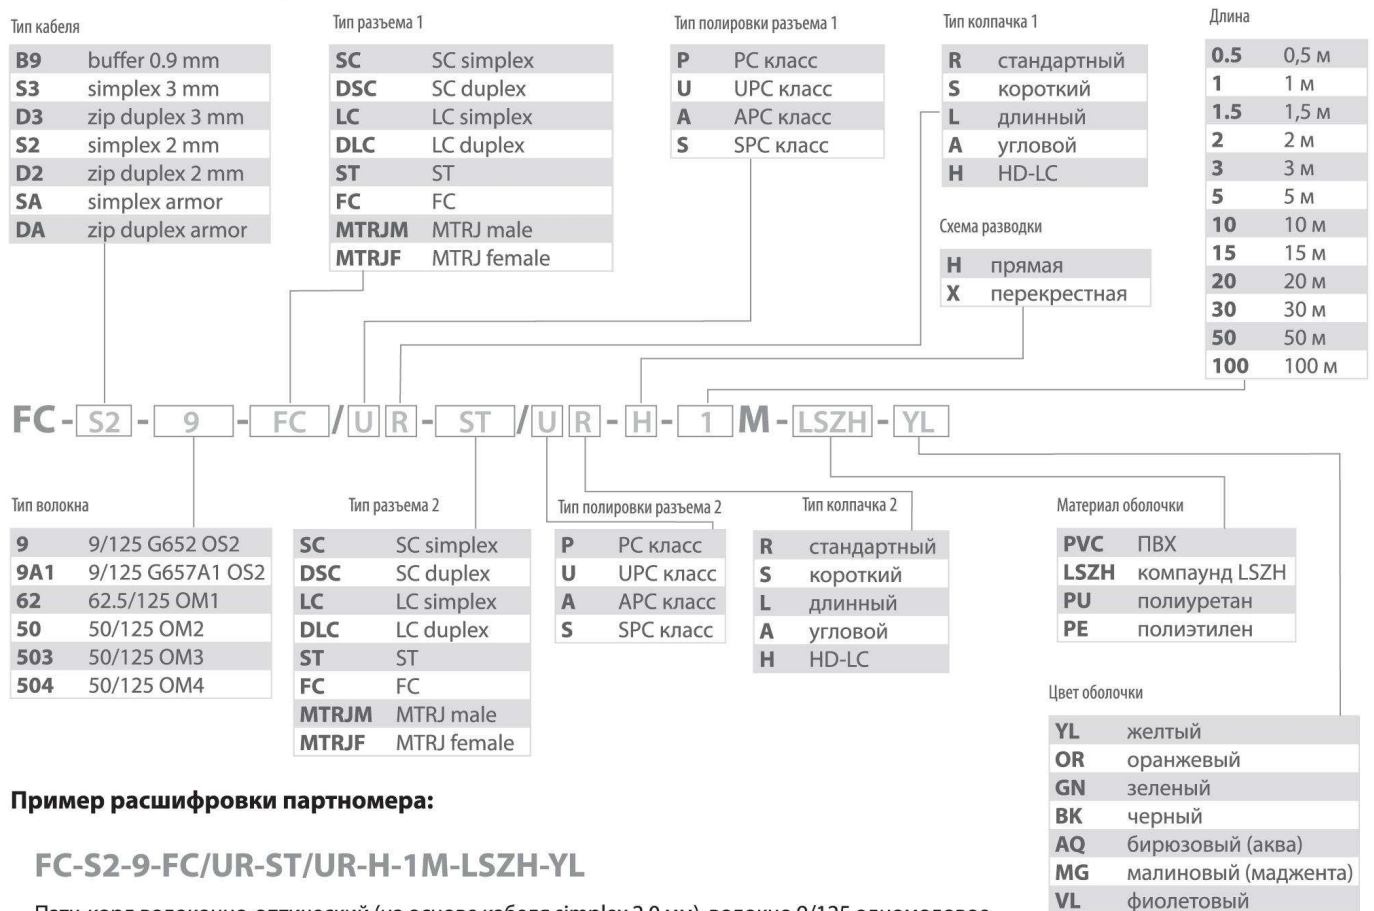 Тип кабеля
B9 buffer 0.9 mm
S3 simplex 3 mm
D3 zip duplex 3 mm
S2 simplex 2 mm
D2 zip duplex 2 mm
SA simplex armor
DA zip duplex armor
Тип разъема 1
SC SC simplex
DSC SC duplex
LC LC simplex
DLC LC duplex
ST ST
FC FC
MTRJM MTRJ male
MTRJF MTRJ female
Тип полировки разъема 1
P PC класс
U UPC класс
A APC класс
S SPC класс
Тип колпачка 1
R стандартный
S короткий
L длинный
A угловой
H HD-LC
Схема разводки
H прямая
X перекрестная
Длина
0.5 0,5 м
1 1 м
1.5 1,5 м
2 2 м
3 3 м
5 5 м
10 10 м
15 15 м
20 20 м
30 30 м
50 50 м
100 100 м
FC-S2-9-FC/UR-ST/UR-H-1M-LSZH-YL
Тип волокна
9 9/125 G652 OS2
9A1 9/125 G657A1 OS2
62 62.5/125 OM1
50 50/125 OM2
503 50/125 OM3
504 50/125 OM4
Тип разъема 2
SC SC simplex
DSC SC duplex
LC LC simplex
DLC LC duplex
ST ST
FC FC
MTRJM MTRJ male
MTRJF MTRJ female
Тип полировки разъема 2
P PC класс
U UPC класс
A APC класс
S SPC класс
Тип колпачка 2
R стандартный
S короткий
L длинный
A угловой
H HD-LC
Материал оболочки
PVC ПВХ
LSZH компаунд LSZH
PU полиуретан
PE полиэтилен
Цвет оболочки
YL желтый
OR оранжевый
GN зеленый
BK черный
AQ бирюзовый (аква)
MG малиновый (маджента)
VL фиолетовый
Пример расшифровки партномера:
FC-S2-9-FC/UR-ST/UR-H-1M-LSZH-YL